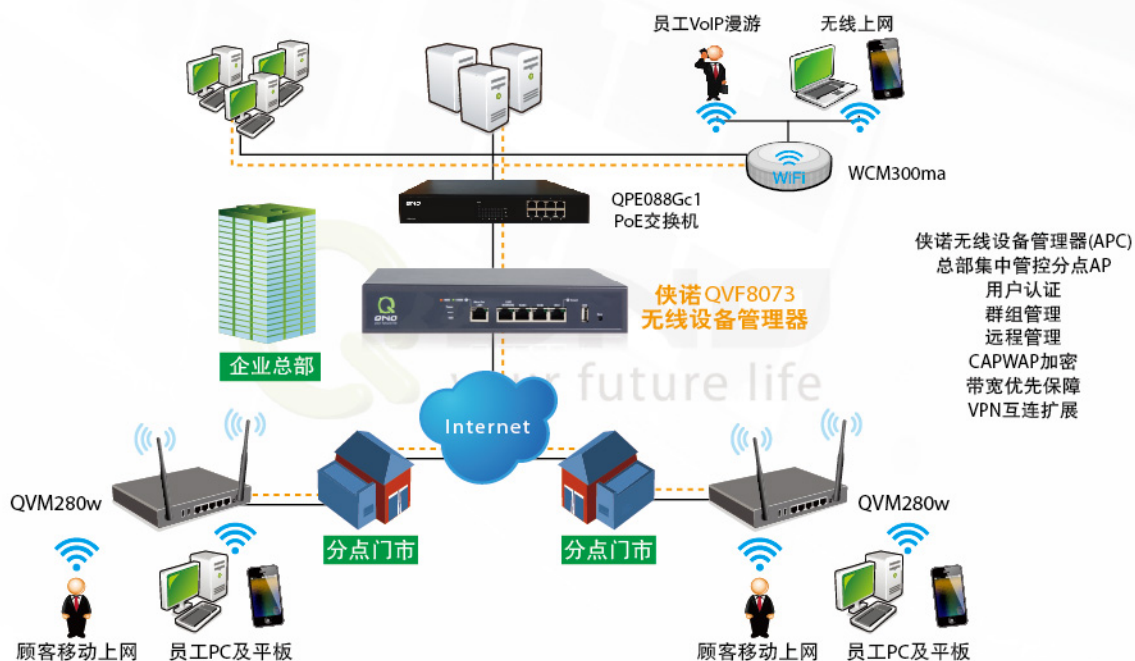 员工VoIP漫游
无线上网
WiFi
WCM300ma
QPE088Gc1
PoE交换机
侠诺无线设备管理器(APC)
总部集中管控分点AP
用户认证
群组管理
远程管理
CAPWAP加密
带宽优先保障
VPN互连扩展
QNO
侠诺QVF8073
无线设备管理器
企业总部
your future life
Internet
QVM280w
分点门市
分点门市
QVM280w
顾客移动上网
员工PC及平板
顾客移动上网
员工PC及平板